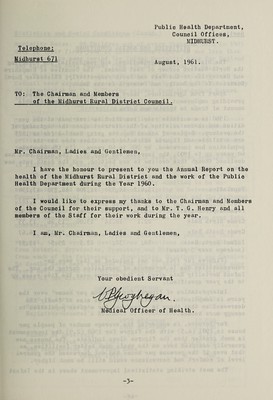 Public Health Department,
Council Offices,
MIDHURST.
Telephone:
Midhurst 671
August, 1961.
TO: The Chairman and Members
of the Midhurst Rural District Council.
Mr. Chairman, Ladies and Gentlemen,
I have the honour to present to you the Annual Report on the
health of the Midhurst Rural District and the work of the Public
Health Department during the Year 1960.
I would like to express my thanks to the Chairman and Members
of the Council for their support, and to Mr. T. G. Henry and all
members of the Staff for their work during the year.
I am, Mr. Chairman, Ladies and Gentlemen,
Your obedient Servant
Medical Officer of Health.
-3-